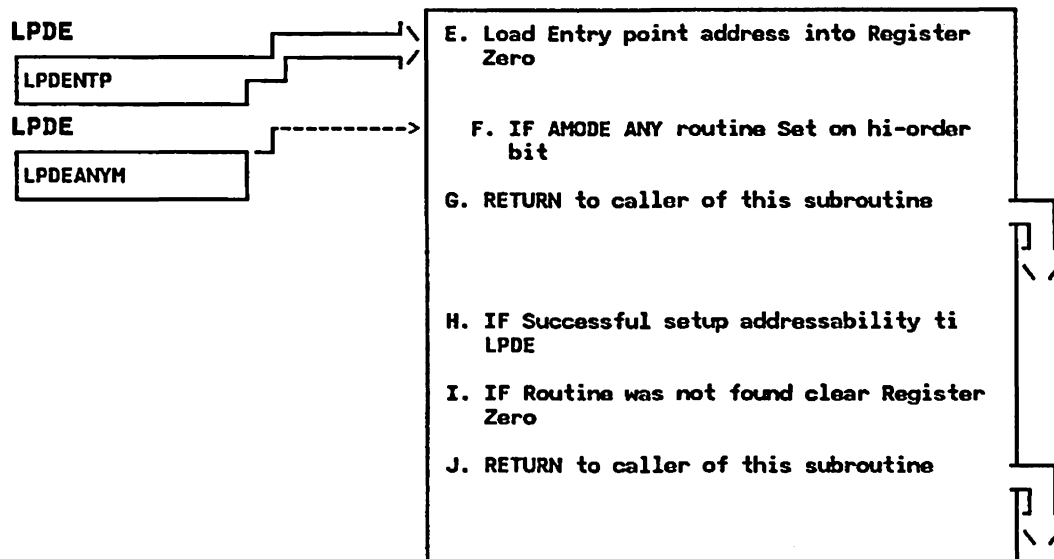 LPDE
LPDENTP
LPDE
LPDEANYM
E. Load Entry point address into Register
Zero
F. IF AMODE ANY routine Set on hi-order
bit
G. RETURN to caller of this subroutine
H. IF Successful setup addressability ti
LPDE
I. IF Routine was not found clear Register
Zero
J. RETURN to caller of this subroutine